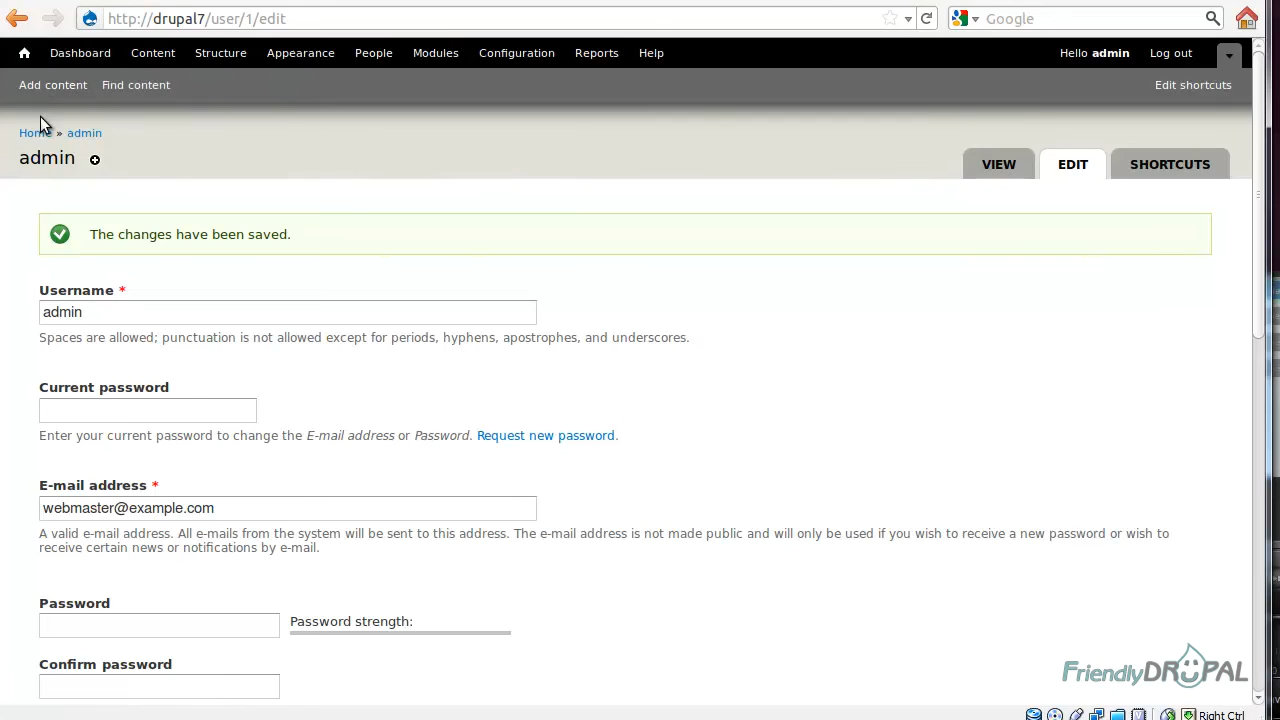 http://drupal7/user/1/edit
Google
Dashboard Content Structure Appearance People Modules Configuration Reports Help
Hello admin Log out
Add content Find content
Edit shortcuts
Home » admin
admin
VIEW EDIT SHORTCUTS
The changes have been saved.
Username *
admin
Spaces are allowed; punctuation is not allowed except for periods, hyphens, apostrophes, and underscores.
Current password
Enter your current password to change the E-mail address or Password. Request new password.
E-mail address *
webmaster@example.com
A valid e-mail address. All e-mails from the system will be sent to this address. The e-mail address is not made public and will only be used if you wish to receive a new password or wish to
receive certain news or notifications by e-mail.
Password
Password strength:
Confirm password
FriendlyDRUPAL
Right Ctrl